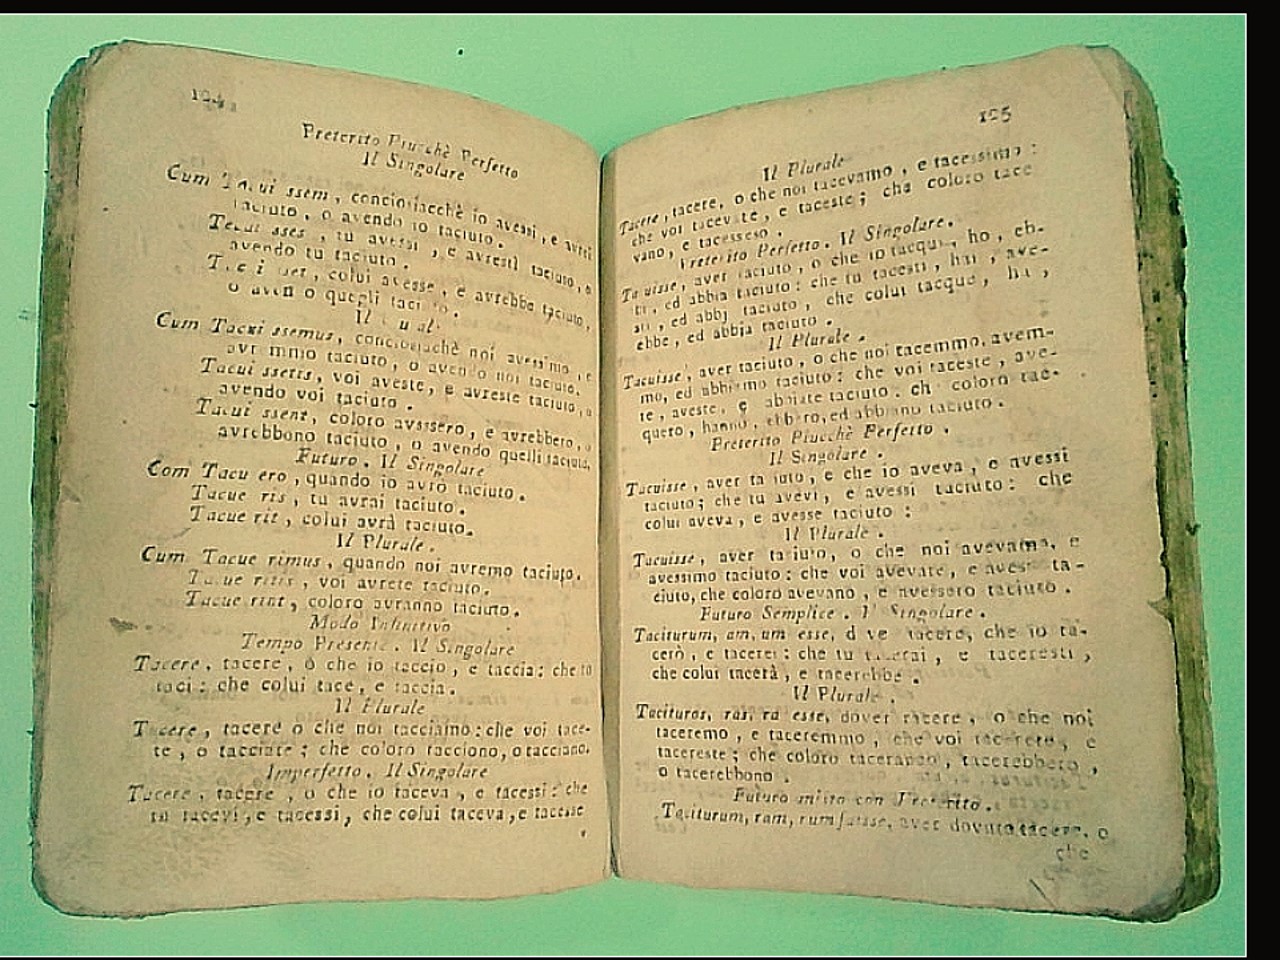 Preterito Piucchè Perfetto
Il Singolare
Cum ssem, conciosiacchè io avessi, e avrei
taciuto, o avendo io taciuto.
sses, tu avessi, e avresti taciuto, o
avendo tu taciuto.
colui avesse, e avrebbe taciuto,
o quegli
Il
Cum Tacui ssemus, noi avessimo, e
taciuto, o avendo noi taciuto.
Tacui ssetis, voi aveste, e avreste taciuto, o
avendo voi taciuto.
Tacui ssent, coloro avessero, e avrebbero, o
avrebbono taciuto, o avendo quelli taciuto,
Futuro. Il Singolare
Com Tacu ero, quando io avrò taciuto.
Tacue ris, tu avrai taciuto.
Tacue rit, colui avrà taciuto.
Il Plurale.
Cum Tacue rimus, quando noi avremo taciuto.
ritis, voi avrete taciuto.
Tacue rint, coloro avranno taciuto.
Modo Infinitivo
Tempo Presente. Il Singolare
Tacere, tacere, ò che io taccio, e taccia: che tu
taci: che colui tace, e taccia.
Il Plurale
Tacere, tacere o che noi tacciamo: che voi tace-
te, o tacciate; che coloro tacciono, o tacciano.
Imperfetto. Il Singolare
Tacere, tacere, o che io taceva, e tacesti: che
tu tacevi, e tacessi, che colui taceva, e tacesse
105
Il Plurale
Tacere, tacere, o che noi tacevamo, e tacessimo:
che voi tacevate, e taceste; che coloro tace
vano, e tacesseso.
Preterito Perfetto. Il Singolare.
aver taciuto, o che io tacqui, ho, eb-
bi, ed abbia taciuto: che tu tacesti, hai, ave-
ed abbj taciuto, che colui tacque, ha,
ebbe, ed abbia taciuto.
Il Plurale.
Tacuisse, aver taciuto, o che noi tacemmo, avem-
mo, ed abbiamo taciuto: che voi taceste, ave-
te, aveste, e abbiate taciuto: coloro tac-
quero, hanno, ebbero, ed abbiano taciuto.
Preterito Piucchè Perfetto.
Il Singolare.
Tacuisse, aver e che io aveva, e avessi
taciuto; che tu avevi, e avessi taciuto: che
colui aveva, e avesse taciuto:
Il Plurale.
Tacuisse, aver taciuto, o che noi avevamo, e
avessimo taciuto: che voi avevate, e ta-
ciuto, che coloro avevano, e avessero taciuto.
Futuro Semplice. Il Singolare.
Taciturum, am, um esse, tacere, che io ta-
cerò, e tacerei: che tu e taceresti,
che colui tacerà, e tacerebbe.
Il Plurale.
Tacituros, ras, ra esse, dover tacere, o che noi
taceremo, e taceremmo, che voi tacerete, e
tacereste; che coloro taceranno, tacerebbero,
o tacerebbono.
Futuro misto con Preterito.
Taciturum, ram, rum fuisse, aver dovuto tacere, o
che